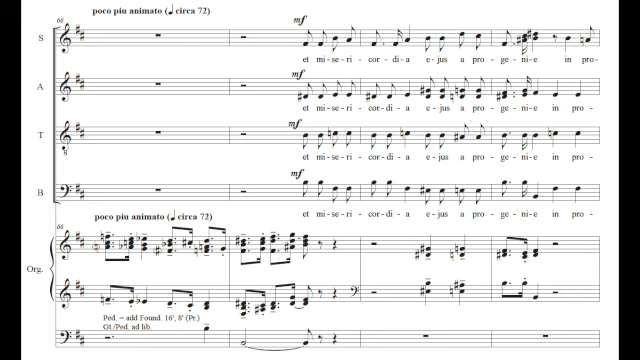 poco piu animato (♩ circa 72)
66
mf
S
et mi-se-ri-cor-di-a e-jus a pro-ge-ni-e in pro-
mf
A
et mi-se-ri-cor-di-a e-jus a pro-ge-ni-e in pro-
mf
T
8
et mi-se-ri-cor-di-a e-jus a pro-ge-ni-e in pro-
mf
B
et mi-se-ri-cor-di-a e-jus a pro-ge-ni-e in pro-
poco piu animato (♩ circa 72)
66
Org.
Ped. = add Found. 16', 8' (Pr.)
Gt./Ped. ad lib.